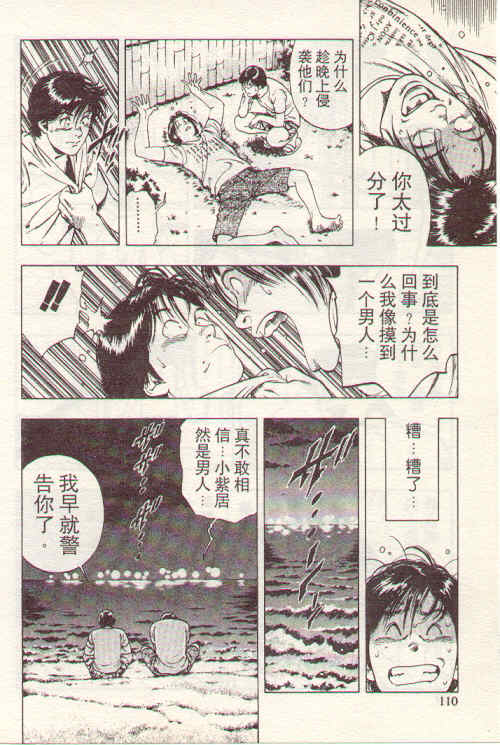 combinience
你太过
分了！
为什么
趁晚上侵
袭他们？
………
到底是怎么
回事？为什
么我像摸到
一个男人…
!!
糟…糟了…
真不敢相
信…小紫居
然是男人…
我早就警
告你了。
110